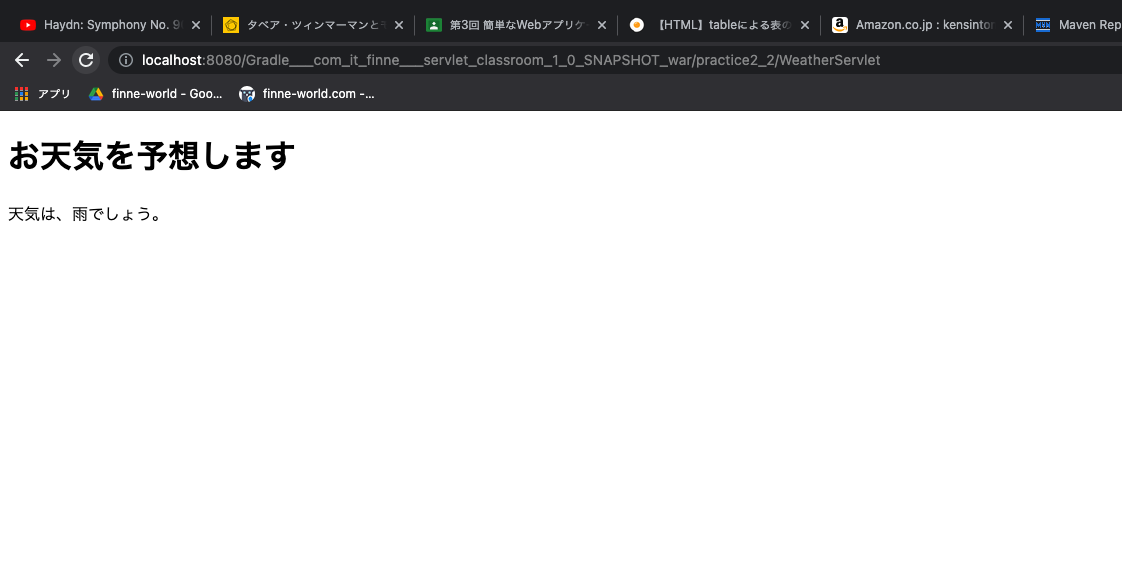 Haydn: Symphony No. 9
タベア・ツィンマーマンと
第3回 簡単なWebアプリケ
【HTML】tableによる表の
Amazon.co.jp : kensington
Maven Rep
localhost:8080/Gradle___com_it_finne___servlet_classroom_1_0_SNAPSHOT_war/practice2_2/WeatherServlet
アプリ
finne-world - Goo...
finne-world.com -...
お天気を予想します
天気は、雨でしょう。